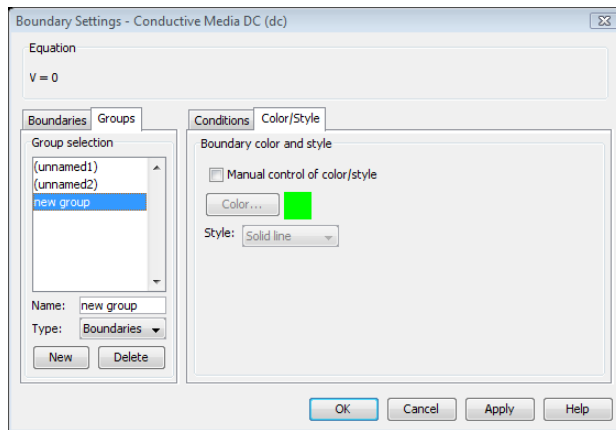 Boundary Settings - Conductive Media DC (dc)
Equation
V = 0
Boundaries Groups
Group selection
(unnamed1)
(unnamed2)
new group
Name: new group
Type: Boundaries
New Delete
Conditions Color/Style
Boundary color and style
Manual control of color/style
Color...
Style: Solid line
OK Cancel Apply Help